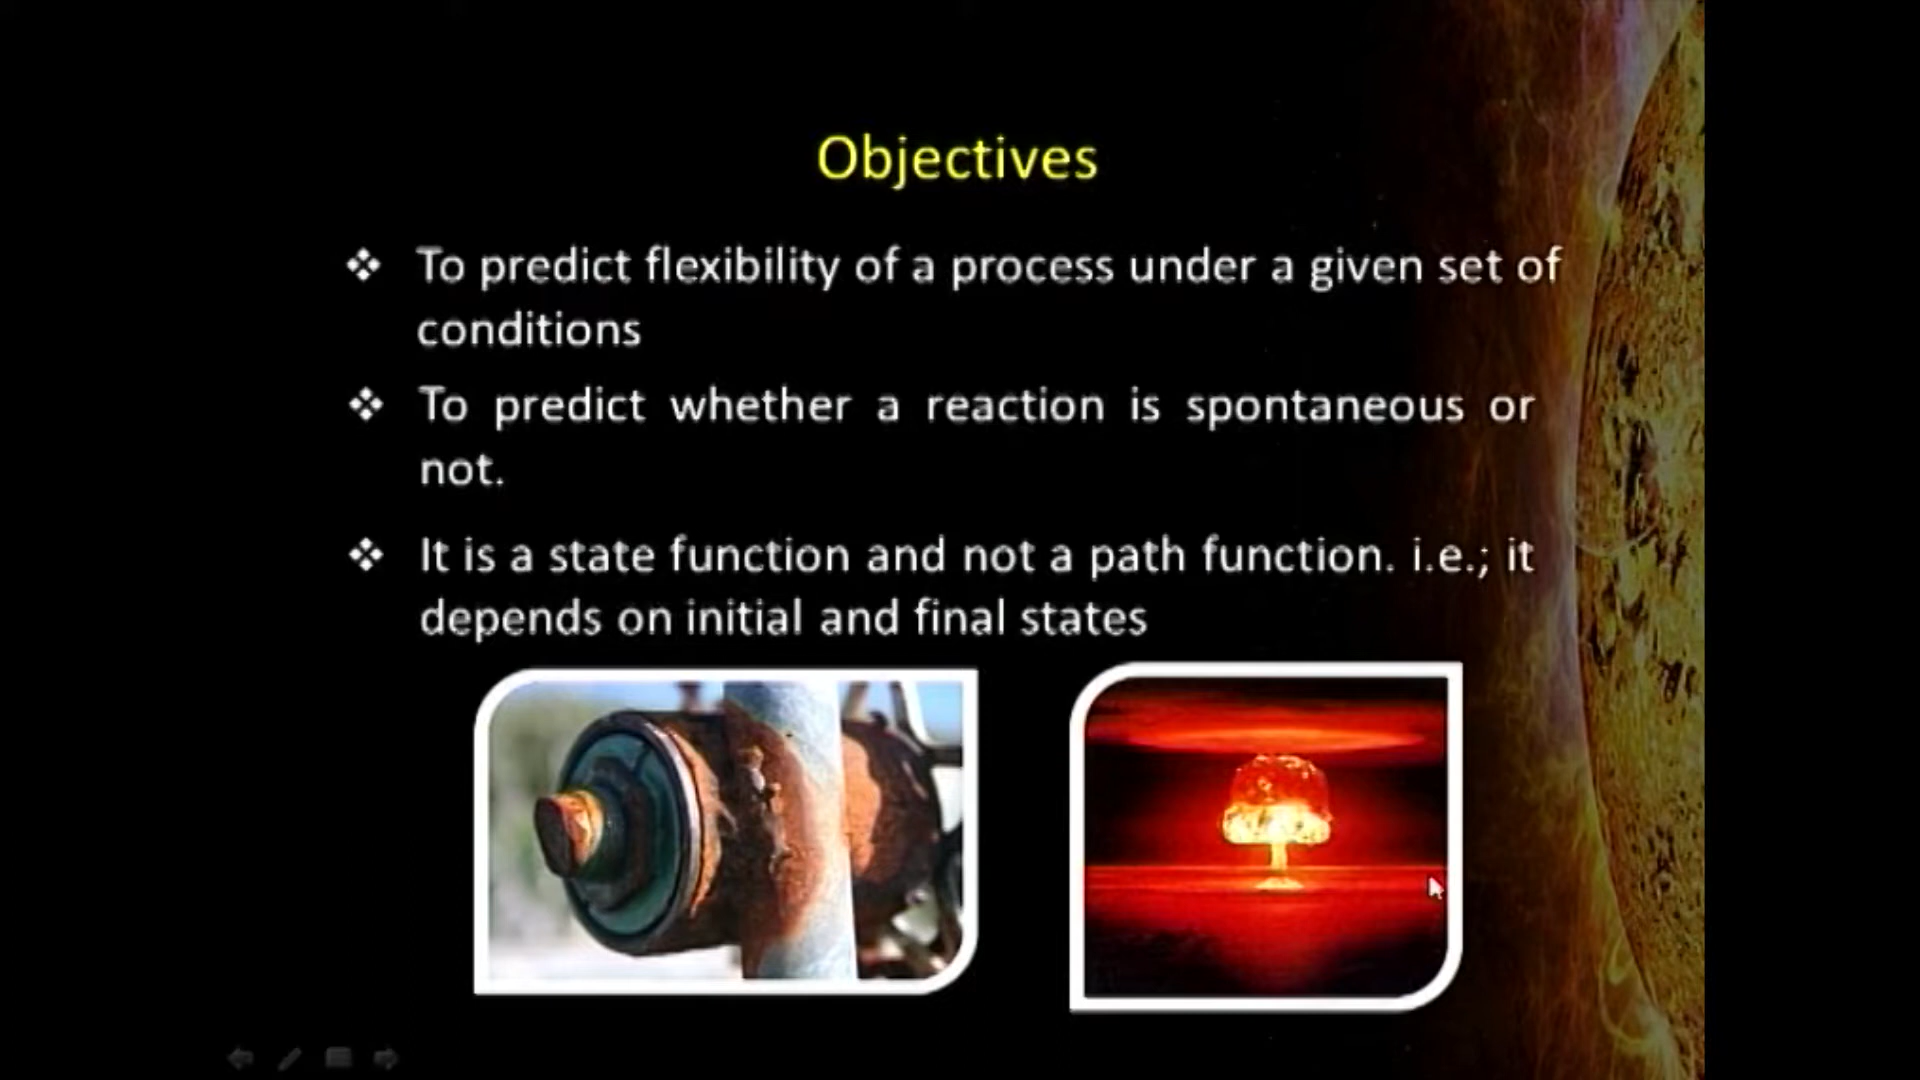 Objectives
To predict flexibility of a process under a given set of
conditions
To predict whether a reaction is spontaneous or
not.
It is a state function and not a path function. i.e.; it
depends on initial and final states